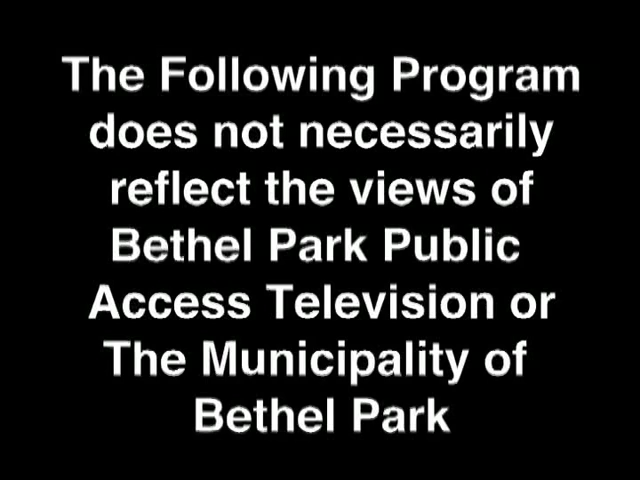 The Following Program
does not necessarily
reflect the views of
Bethel Park Public
Access Television or
The Municipality of
Bethel Park